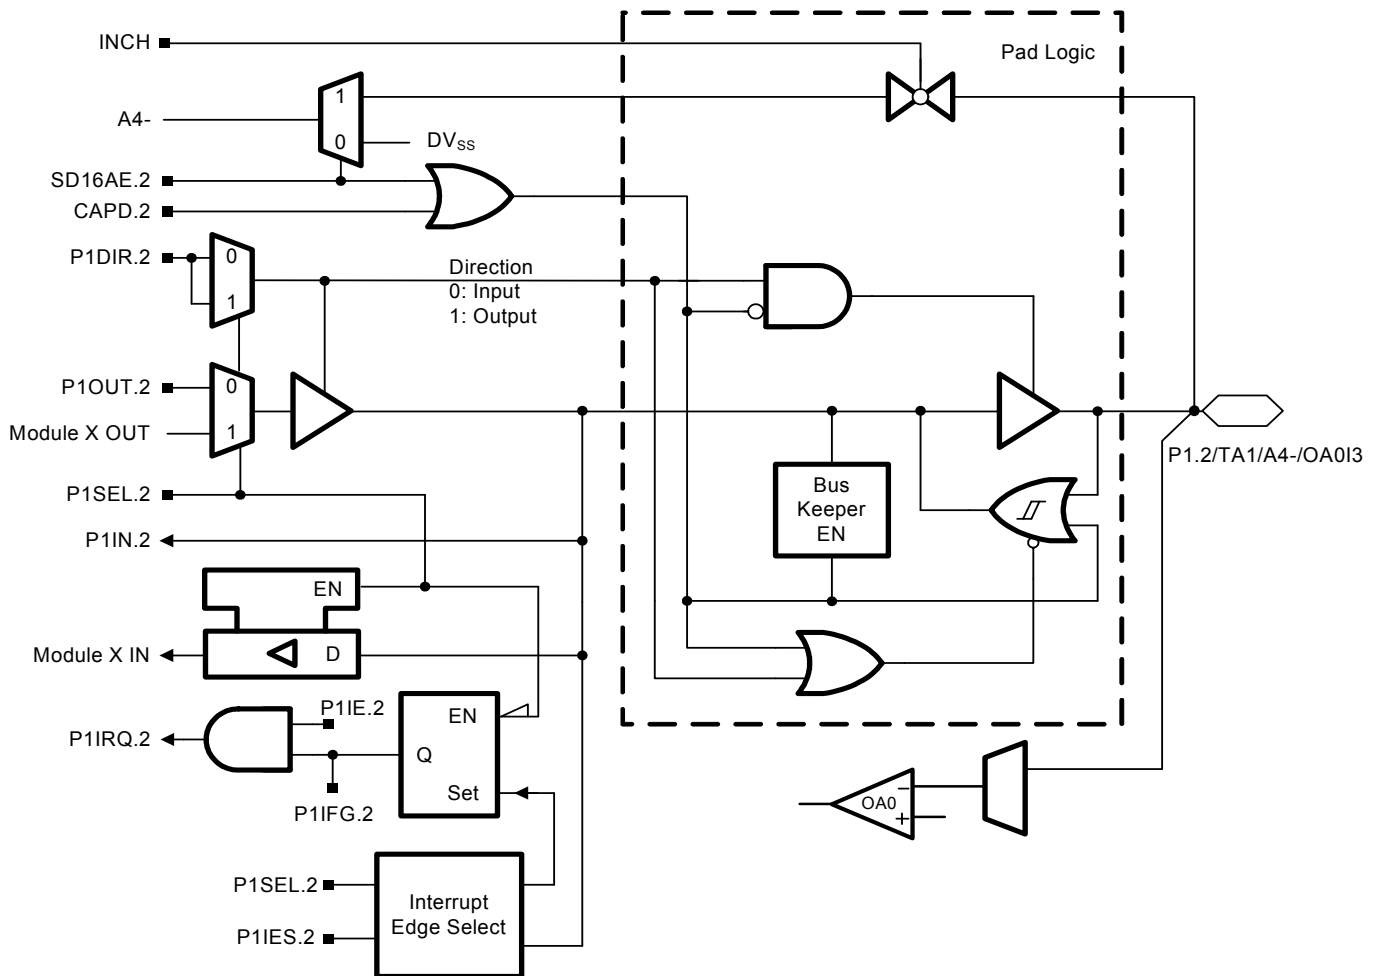 INCH
Pad Logic
1
A4-
0
DVSS
SD16AE.2
CAPD.2
P1DIR.2
0
Direction
0: Input
1
1: Output
P1OUT.2
0
Module X OUT
1
P1.2/TA1/A4-/OA0I3
P1SEL.2
Bus
Keeper
EN
P1IN.2
EN
Module X IN
D
P1IE.2
EN
P1IRQ.2
Q
Set
P1IFG.2
OA0
−
+
P1SEL.2
Interrupt
Edge Select
P1IES.2